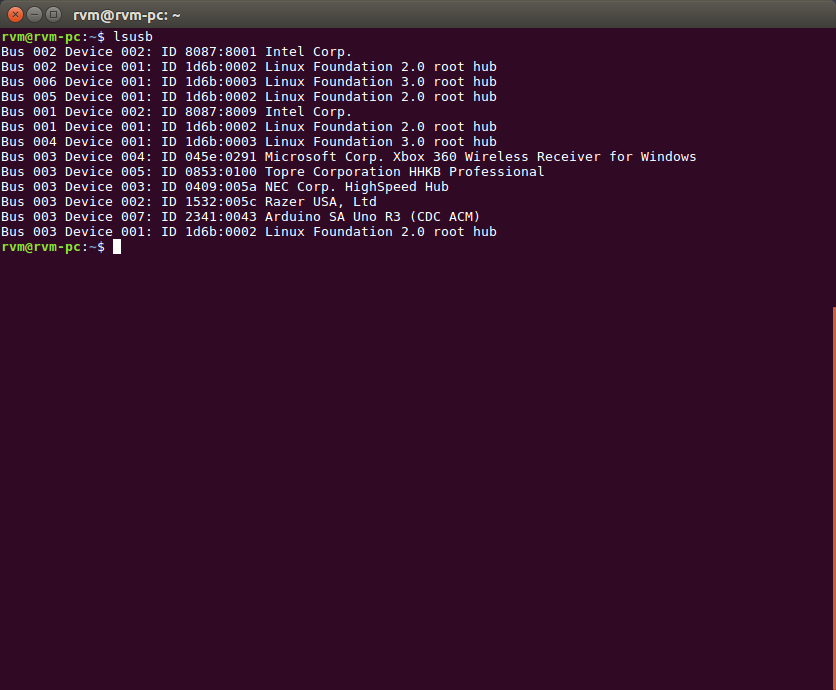 rvm@rvm-pc: ~
rvm@rvm-pc:~$ lsusb
Bus 002 Device 002: ID 8087:8001 Intel Corp.
Bus 002 Device 001: ID 1d6b:0002 Linux Foundation 2.0 root hub
Bus 006 Device 001: ID 1d6b:0003 Linux Foundation 3.0 root hub
Bus 005 Device 001: ID 1d6b:0002 Linux Foundation 2.0 root hub
Bus 001 Device 002: ID 8087:8009 Intel Corp.
Bus 001 Device 001: ID 1d6b:0002 Linux Foundation 2.0 root hub
Bus 004 Device 001: ID 1d6b:0003 Linux Foundation 3.0 root hub
Bus 003 Device 004: ID 045e:0291 Microsoft Corp. Xbox 360 Wireless Receiver for Windows
Bus 003 Device 005: ID 0853:0100 Topre Corporation HHKB Professional
Bus 003 Device 003: ID 0409:005a NEC Corp. HighSpeed Hub
Bus 003 Device 002: ID 1532:005c Razer USA, Ltd
Bus 003 Device 007: ID 2341:0043 Arduino SA Uno R3 (CDC ACM)
Bus 003 Device 001: ID 1d6b:0002 Linux Foundation 2.0 root hub
rvm@rvm-pc:~$